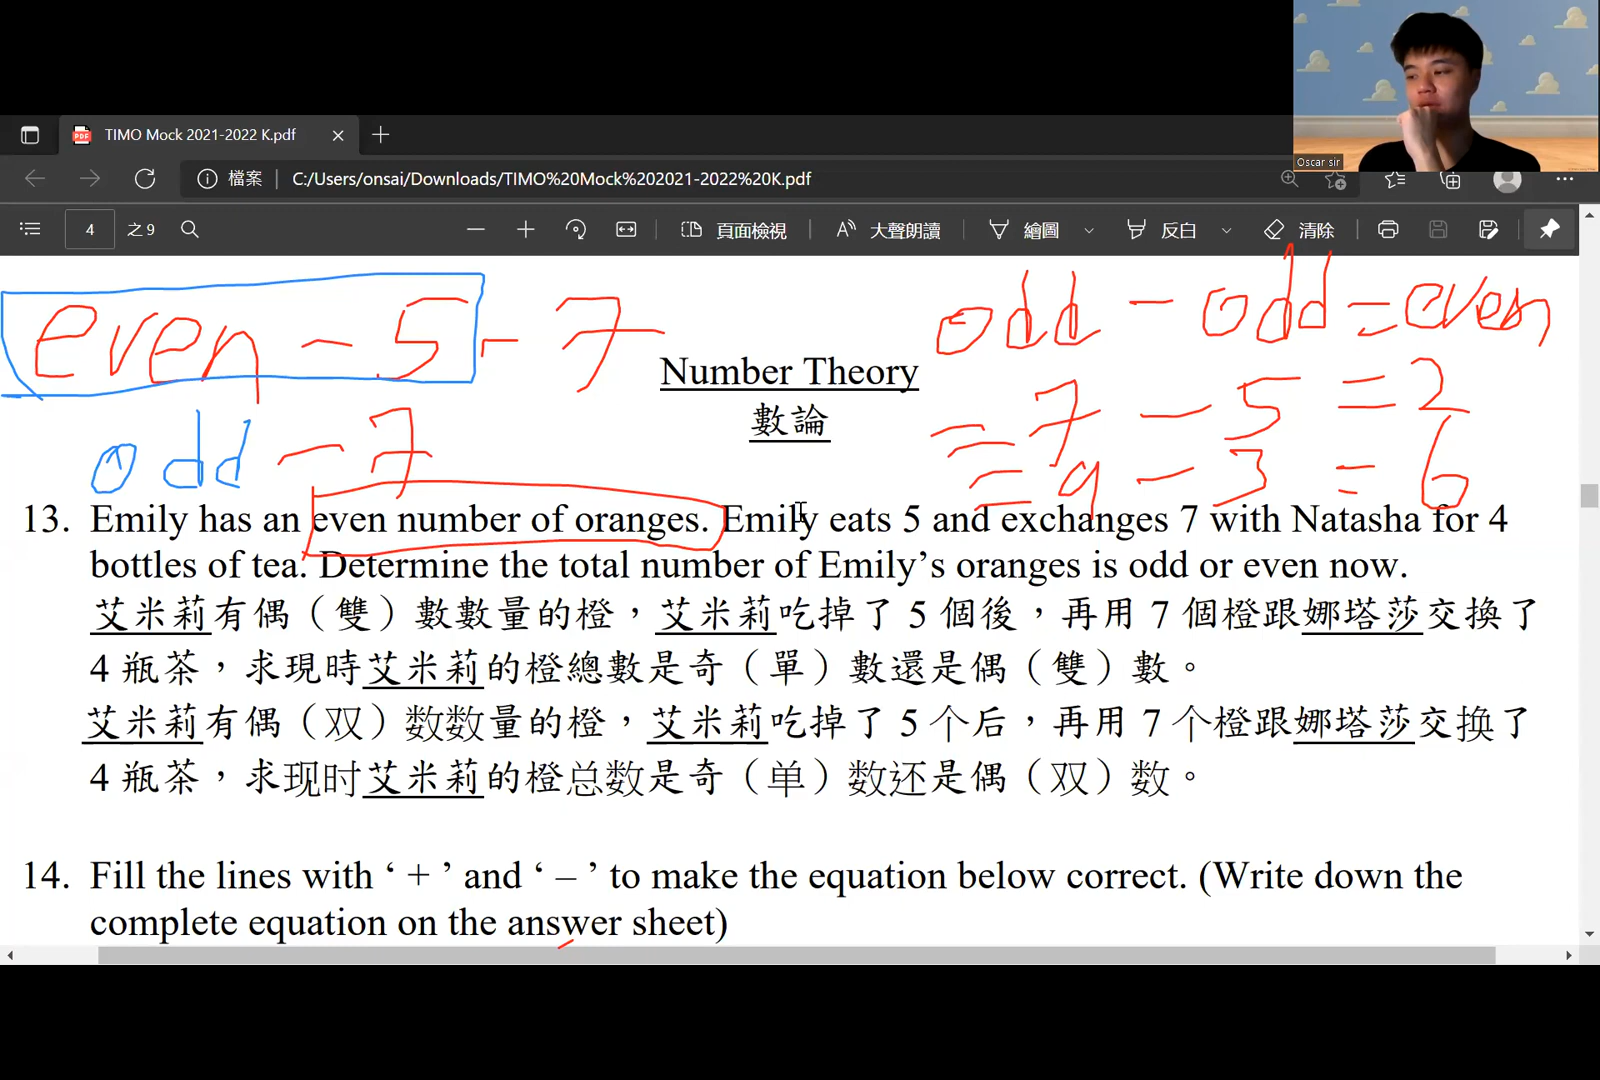 Oscar sir
TIMO Mock 2021-2022 K.pdf
檔案 C:/Users/onsai/Downloads/TIMO%20Mock%202021-2022%20K.pdf
4 之 9 頁面檢視 大聲朗讀 繪圖 反白 清除
even - 5 - 7
odd - 7
odd - odd = even
= 7 - 5 = 2
= 9 - 3 = 6
Number Theory
數論
13. Emily has an even number of oranges. Emily eats 5 and exchanges 7 with Natasha for 4
bottles of tea. Determine the total number of Emily’s oranges is odd or even now.
艾米莉有偶（雙）數數量的橙，艾米莉吃掉了 5 個後，再用 7 個橙跟娜塔莎交換了
4 瓶茶，求現時艾米莉的橙總數是奇（單）數還是偶（雙）數。
艾米莉有偶（双）数数量的橙，艾米莉吃掉了 5 个后，再用 7 个橙跟娜塔莎交换了
4 瓶茶，求现时艾米莉的橙总数是奇（单）数还是偶（双）数。
14. Fill the lines with ‘ + ’ and ‘ – ’ to make the equation below correct. (Write down the
complete equation on the answer sheet)